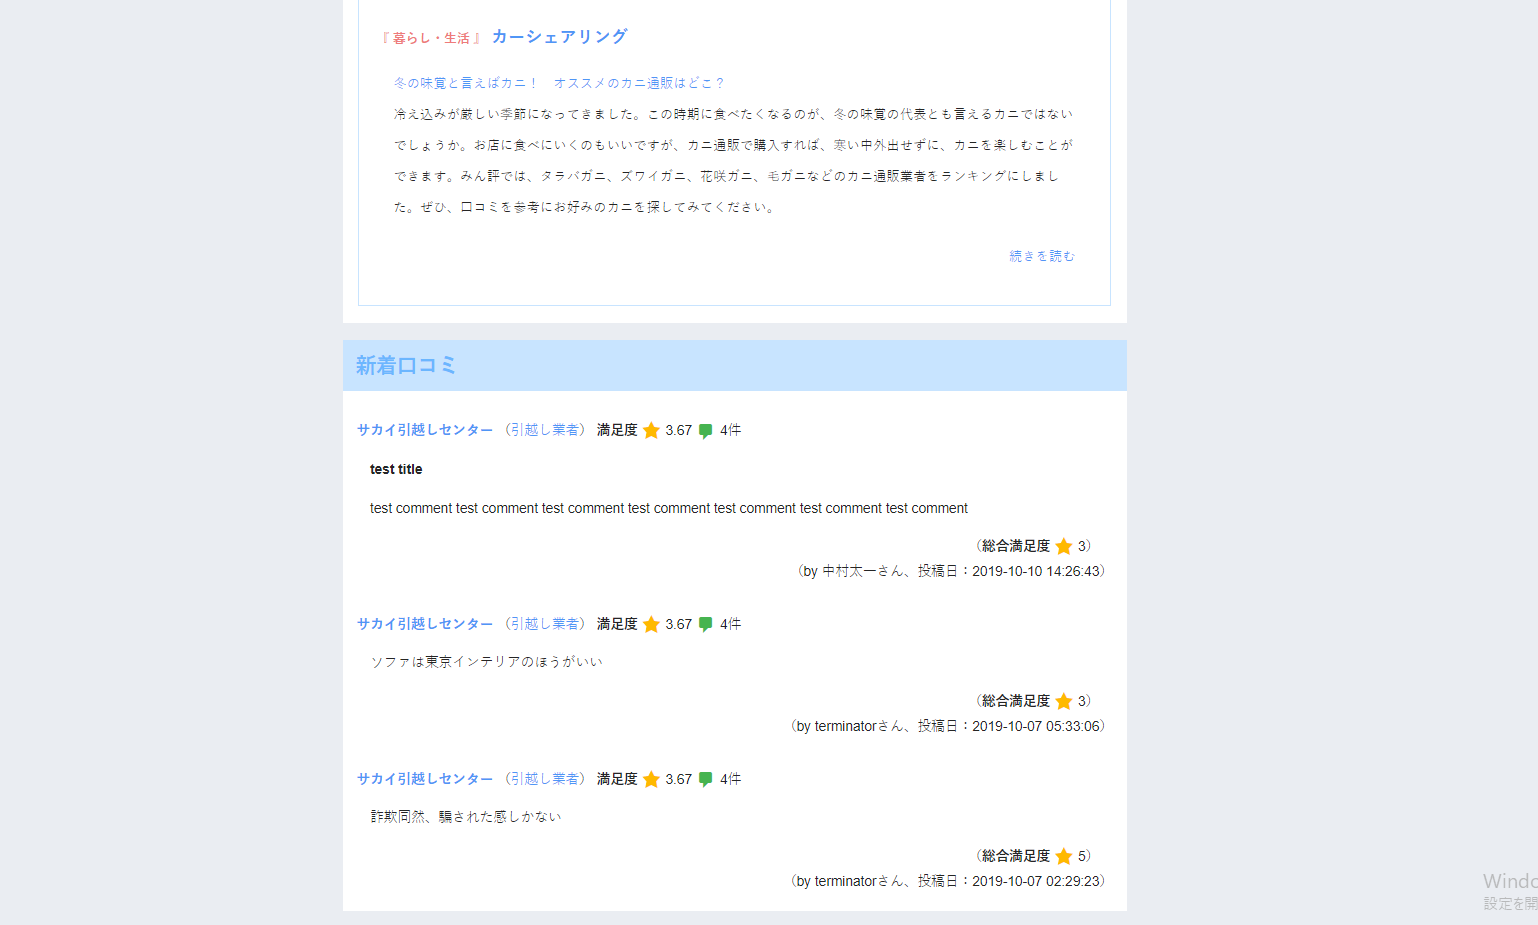 『 暮らし・生活 』 カーシェアリング
冬の味覚と言えばカニ！　オススメのカニ通販はどこ？
冷え込みが厳しい季節になってきました。この時期に食べたくなるのが、冬の味覚の代表とも言えるカニではない
でしょうか。お店に食べにいくのもいいですが、カニ通販で購入すれば、寒い中外出せずに、カニを楽しむことが
できます。みん評では、タラバガニ、ズワイガニ、花咲ガニ、毛ガニなどのカニ通販業者をランキングにしまし
た。ぜひ、口コミを参考にお好みのカニを探してみてください。
続きを読む
新着口コミ
サカイ引越しセンター （引越し業者） 満足度 3.67 4件
test title
test comment test comment test comment test comment test comment test comment test comment
（総合満足度 3）
（by 中村太一さん、投稿日：2019-10-10 14:26:43）
サカイ引越しセンター （引越し業者） 満足度 3.67 4件
ソファは東京インテリアのほうがいい
（総合満足度 3）
（by terminatorさん、投稿日：2019-10-07 05:33:06）
サカイ引越しセンター （引越し業者） 満足度 3.67 4件
詐欺同然、騙された感しかない
（総合満足度 5）
（by terminatorさん、投稿日：2019-10-07 02:29:23）
Windo
設定を開